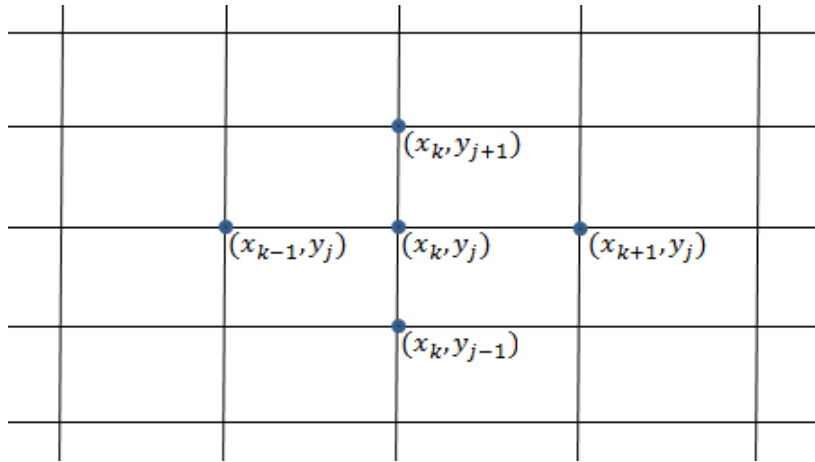 (x_k, y_{j+1})
(x_{k−1}, y_j) (x_k, y_j) (x_{k+1}, y_j)
(x_k, y_{j−1})